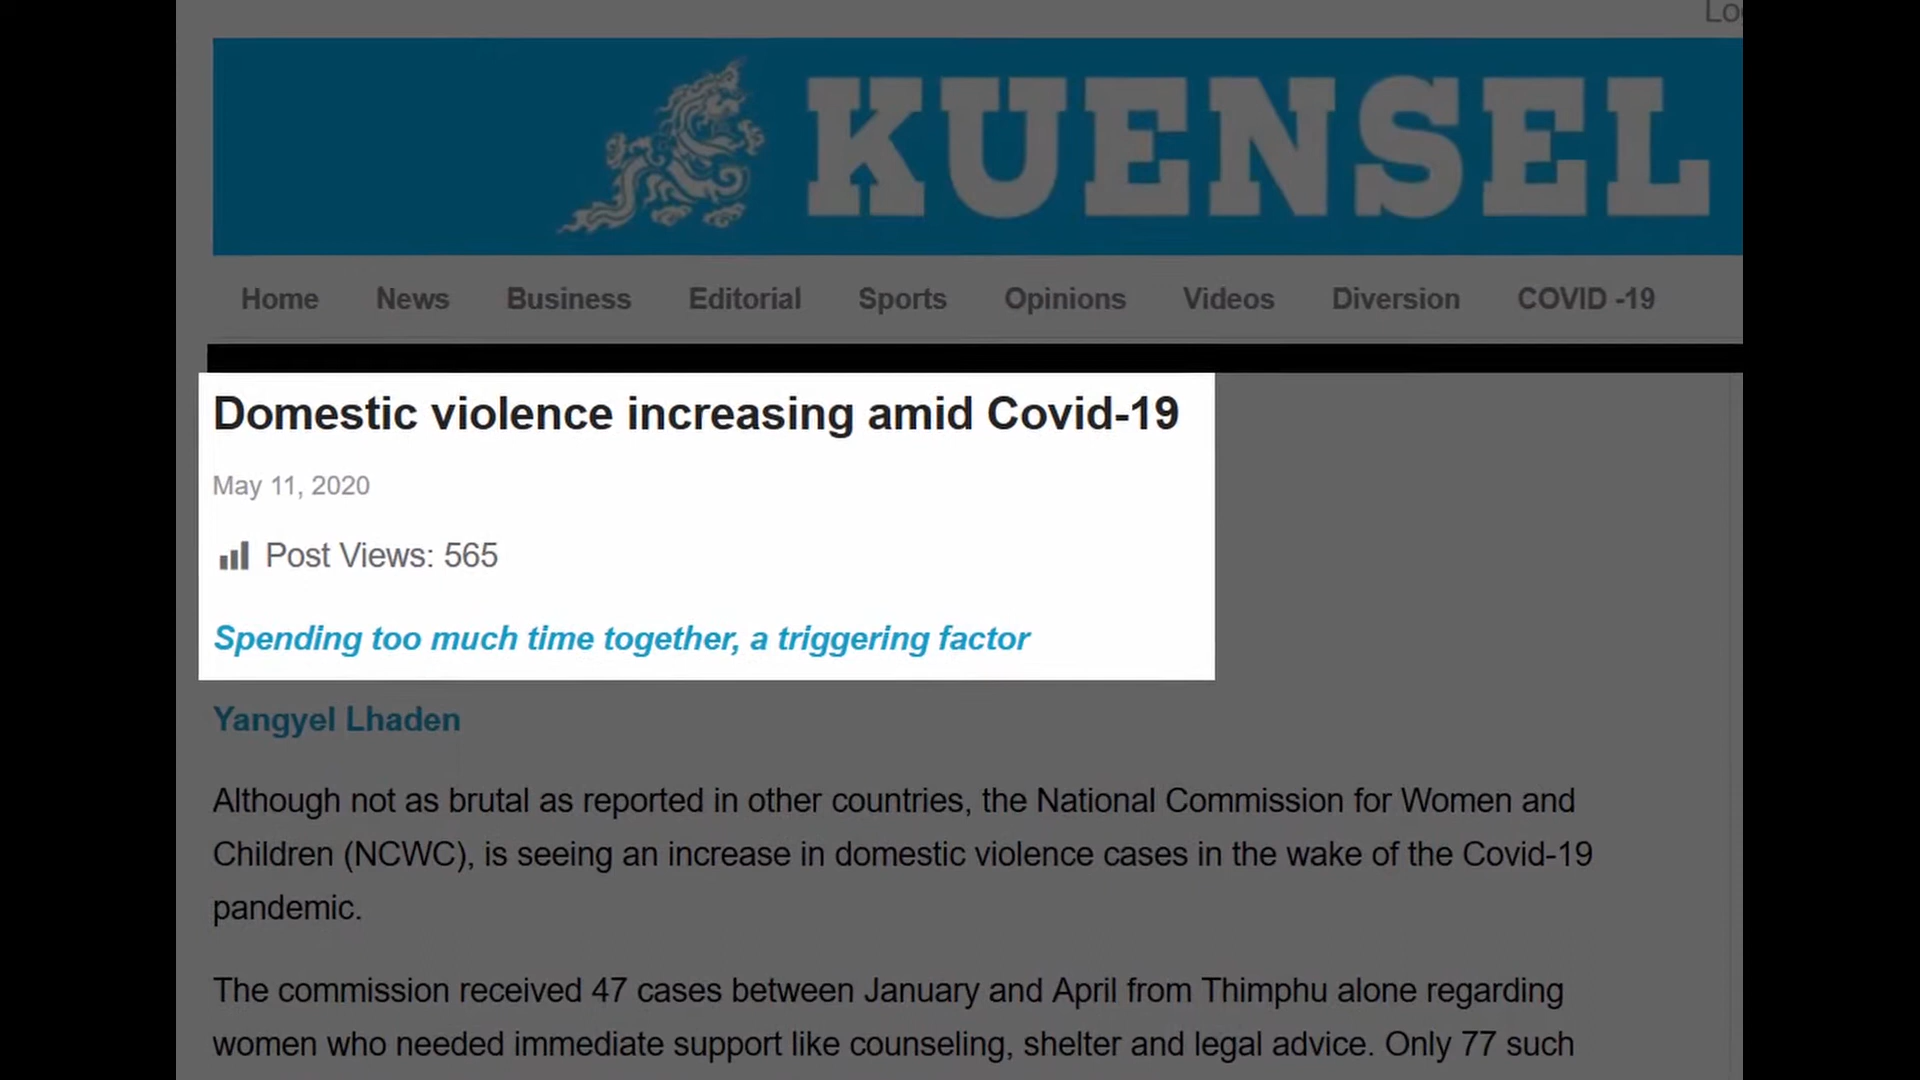 Lo
KUENSEL
Home News Business Editorial Sports Opinions Videos Diversion COVID -19
Domestic violence increasing amid Covid-19
May 11, 2020
Post Views: 565
Spending too much time together, a triggering factor
Yangyel Lhaden
Although not as brutal as reported in other countries, the National Commission for Women and
Children (NCWC), is seeing an increase in domestic violence cases in the wake of the Covid-19
pandemic.
The commission received 47 cases between January and April from Thimphu alone regarding
women who needed immediate support like counseling, shelter and legal advice. Only 77 such